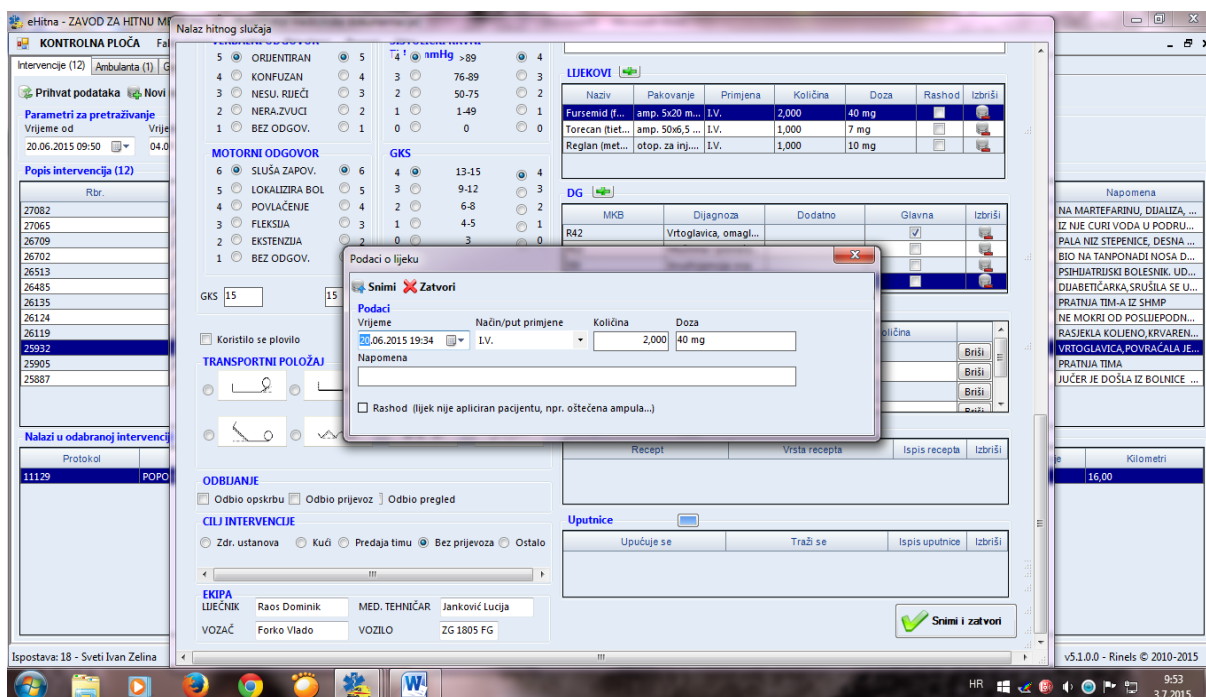 eHitna - ZAVOD ZA HITNU
Nalaz hitnog slučaja
KONTROLNA PLOČA
Intervencije (12) Ambulanta (1)
Prihvat podataka Novi
Parametri za pretraživanje
Vrijeme od
20.06.2015 09:50 04.0
Popis intervencija (12)
Rbr.
27082
27065
26709
26702
26513
26485
26135
26124
26119
25932
25905
25887
Nalazi u odabranoj intervenciji
Protokol
11129 POPO
5 ORIJENTIRAN 5
4 KONFUZAN 4
3 NESU. RIJEČI 3
2 NERA.ZVUCI 2
1 BEZ ODGOV. 1
mmHg >89 4
3 76-89 3
2 50-75 2
1 1-49 1
0 0 0
MOTORNI ODGOVOR
6 SLUŠA ZAPOV. 6
5 LOKALIZIRA BOL 5
4 POVLAČENJE 4
3 FLEKSIJA 3
2 EKSTENZIJA 2
1 BEZ ODGOV.
GKS
4 13-15 4
3 9-12 3
2 6-8 2
1 4-5 1
0 3 0
GKS 15 15
Koristilo se plovilo
TRANSPORTNI POLOŽAJ
ODBIJANJE
Odbio opskrbu Odbio prijevoz Odbio pregled
CILJ INTERVENCIJE
Zdr. ustanova Kući Predaja timu Bez prijevoza Ostalo
EKIPA
LIJEČNIK Raos Dominik MED. TEHNIČAR Janković Lucija
VOZAČ Forko Vlado VOZILO ZG 1805 FG
LIJEKOVI
Naziv Pakovanje Primjena Količina Doza Rashod Izbriši
Fursemid (f... amp. 5x20 m... I.V. 2,000 40 mg
Torecan (tiet... amp. 50x6,5 ... I.V. 1,000 7 mg
Reglan (met... otop. za inj.... I.V. 1,000 10 mg
DG
MKB Dijagnoza Dodatno Glavna Izbriši
R42 Vrtoglavica, omagl...
Podaci o lijeku
Snimi Zatvori
Podaci
Vrijeme Način/put primjene Količina Doza
20.06.2015 19:34 I.V. 2,000 40 mg
Napomena
Rashod (lijek nije apliciran pacijentu, npr. oštećena ampula...)
Briši
Briši
Briši
Briši
Recept Vrsta recepta Ispis recepta Izbriši
Uputnice
Upućuje se Traži se Ispis uputnice Izbriši
Snimi i zatvori
Napomena
NA MARTEFARINU, DIJALIZA, ...
IZ NJE CURI VODA U PODRU...
PALA NIZ STEPENICE, DESNA ...
BIO NA TANPONADI NOSA D...
PSIHIJATRIJSKI BOLESNIK. UD...
DIJABETIČARKA,SRUŠILA SE U...
PRATNJA TIM-A IZ SHMP
NE MOKRI OD POSLIJEPODN...
RASJEKLA KOLJENO,KRVAREN...
VRTOGLAVICA,POVRAĆALA JE...
PRATNJA TIMA
JUČER JE DOŠLA IZ BOLNICE ...
Kilometri
16,00
Ispostava: 18 - Sveti Ivan Zelina
v5.1.0.0 - Rinels © 2010-2015
HR
9:53
3.7.2015